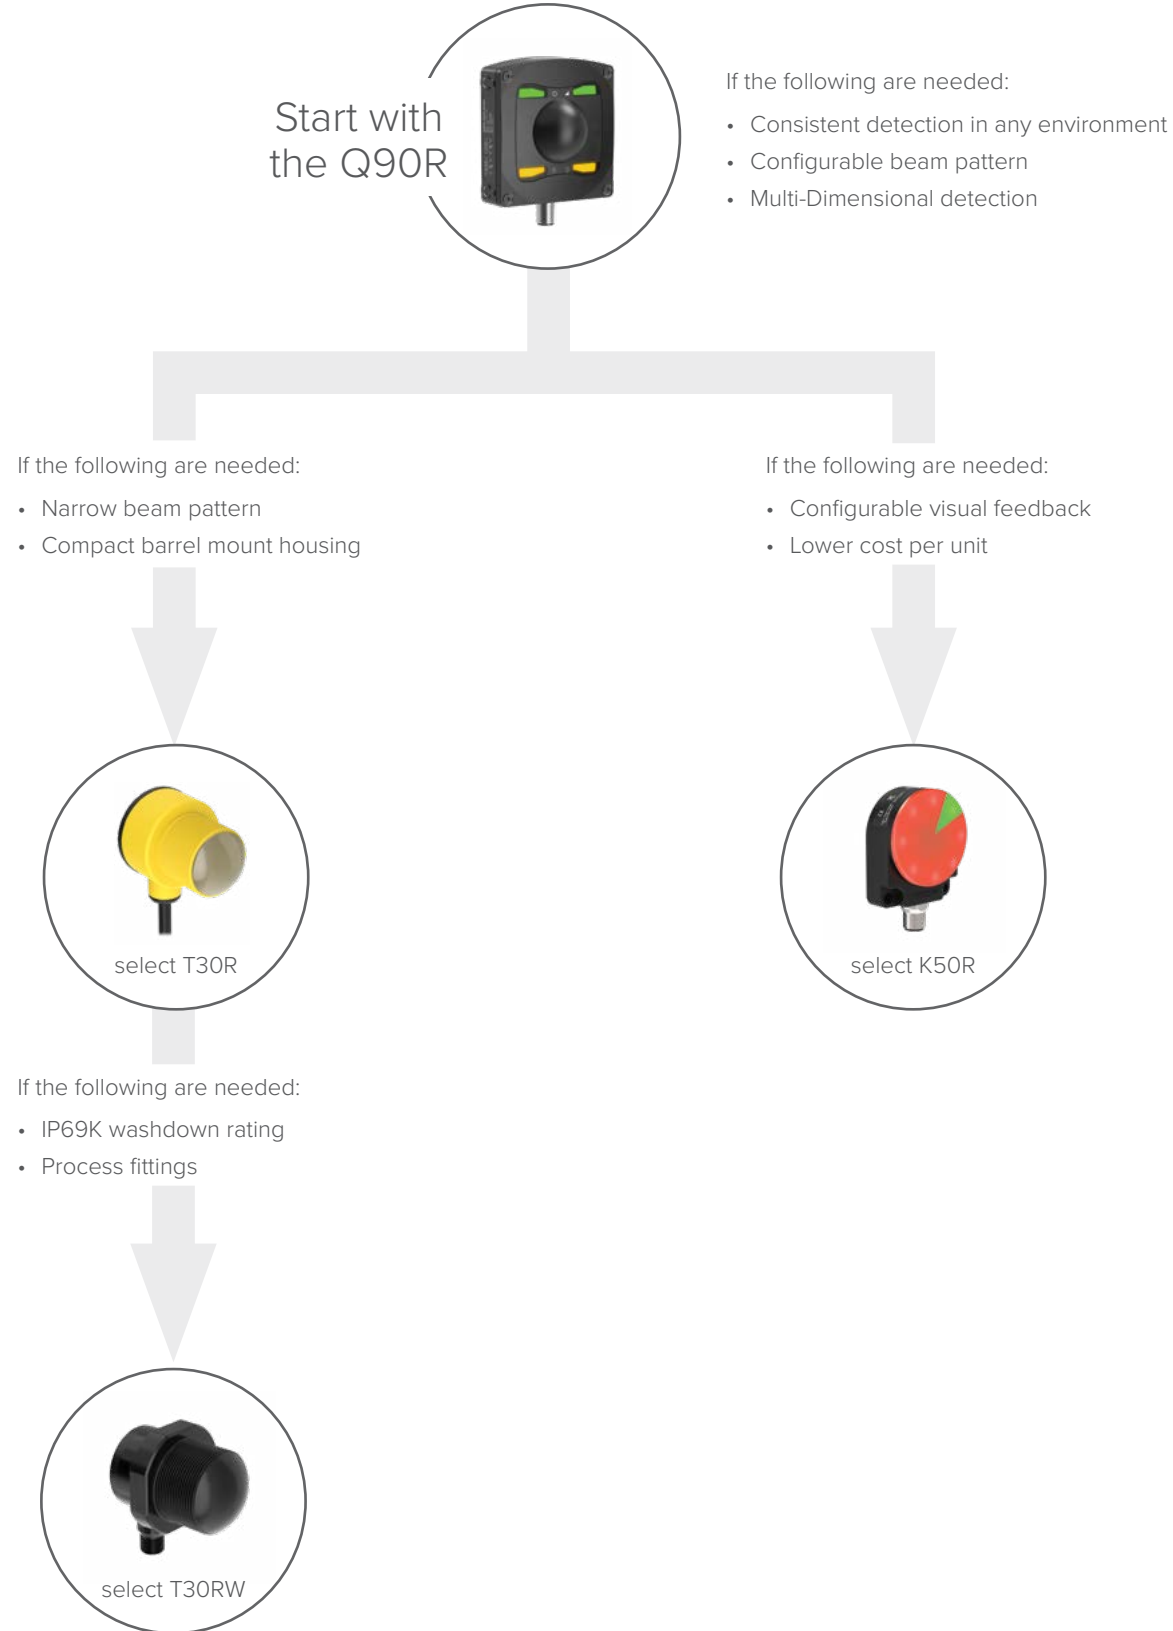 Start with
the Q90R
If the following are needed:
• Consistent detection in any environment
• Configurable beam pattern
• Multi-Dimensional detection
If the following are needed:
• Narrow beam pattern
• Compact barrel mount housing
If the following are needed:
• Configurable visual feedback
• Lower cost per unit
select T30R
select K50R
If the following are needed:
• IP69K washdown rating
• Process fittings
select T30RW